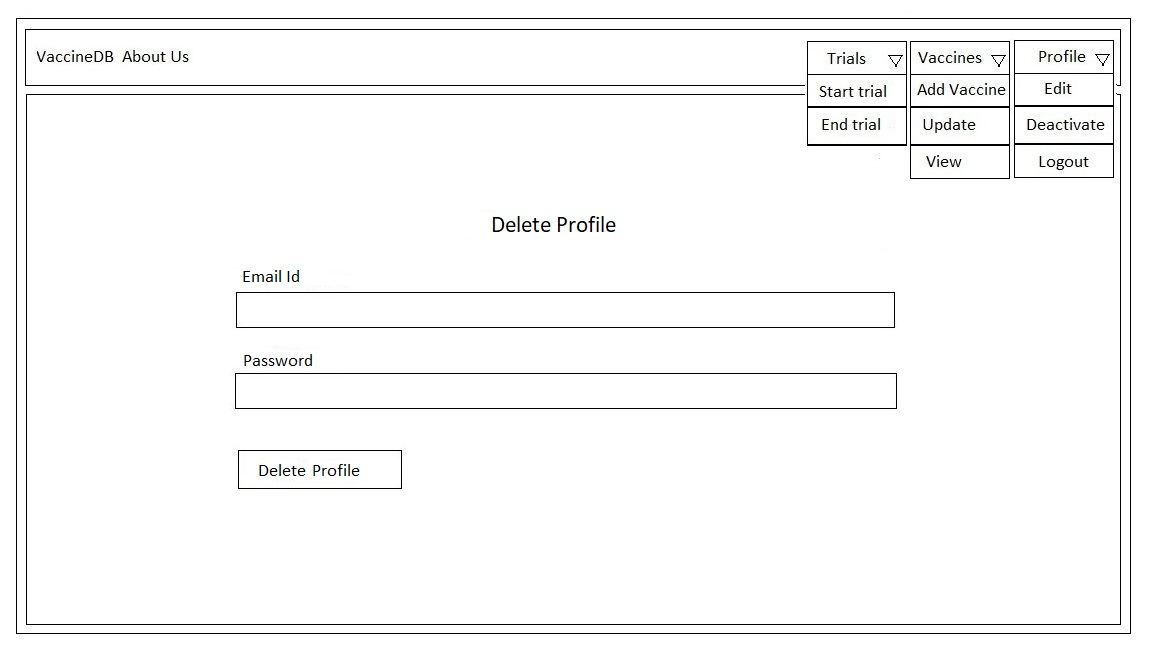 VaccineDB About Us
Trials Vaccines Profile
Start trial Add Vaccine Edit
End trial Update Deactivate
View Logout
Delete Profile
Email Id
Password
Delete Profile